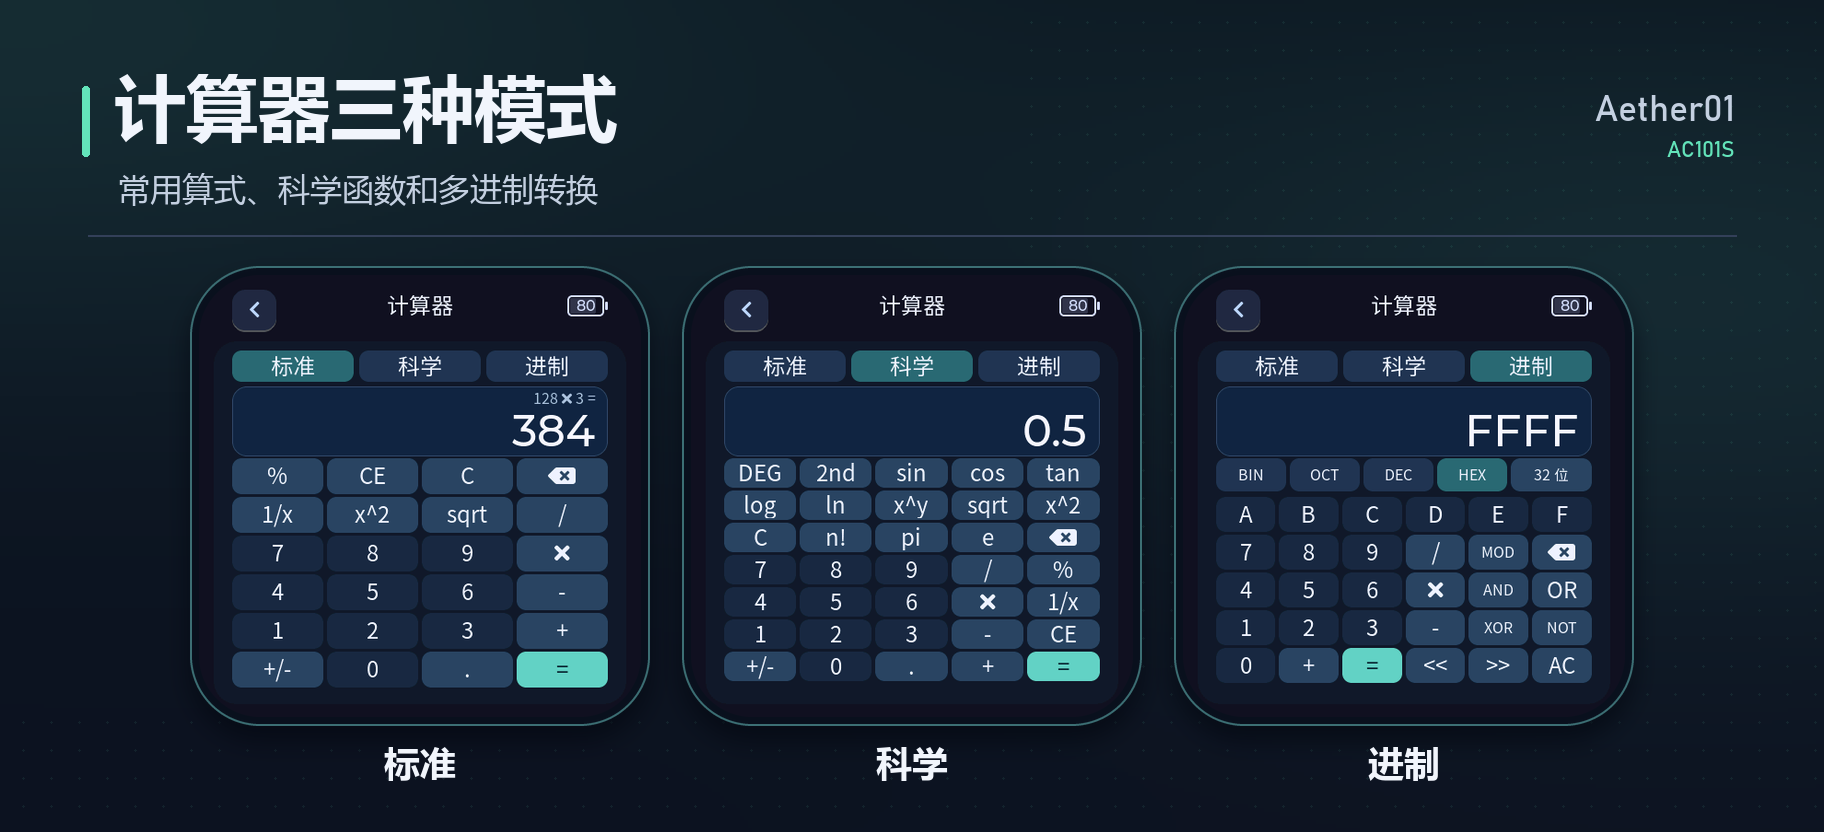 计算器三种模式
常用算式、科学函数和多进制转换
Aether01
AC101S
计算器
80
标准 科学 进制
128 × 3 =
384
% CE C ⌫
1/x x^2 sqrt /
7 8 9 ×
4 5 6 -
1 2 3 +
+/- 0 . =
标准
计算器
80
标准 科学 进制
0.5
DEG 2nd sin cos tan
log ln x^y sqrt x^2
C n! pi e ⌫
7 8 9 / %
4 5 6 × 1/x
1 2 3 - CE
+/- 0 . + =
科学
计算器
80
标准 科学 进制
FFFF
BIN OCT DEC HEX 32 位
A B C D E F
7 8 9 / MOD ⌫
4 5 6 × AND OR
1 2 3 - XOR NOT
0 + = << >> AC
进制